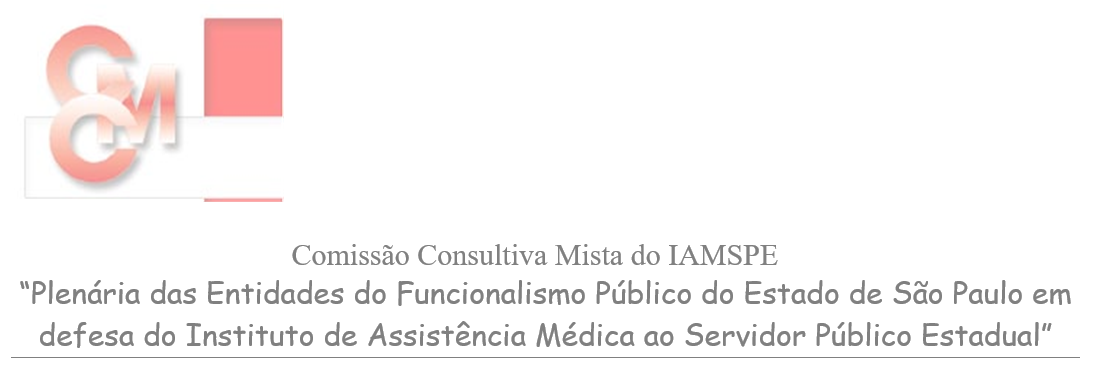 CMC
Comissão Consultiva Mista do IAMSPE
“Plenária das Entidades do Funcionalismo Público do Estado de São Paulo em
defesa do Instituto de Assistência Médica ao Servidor Público Estadual”